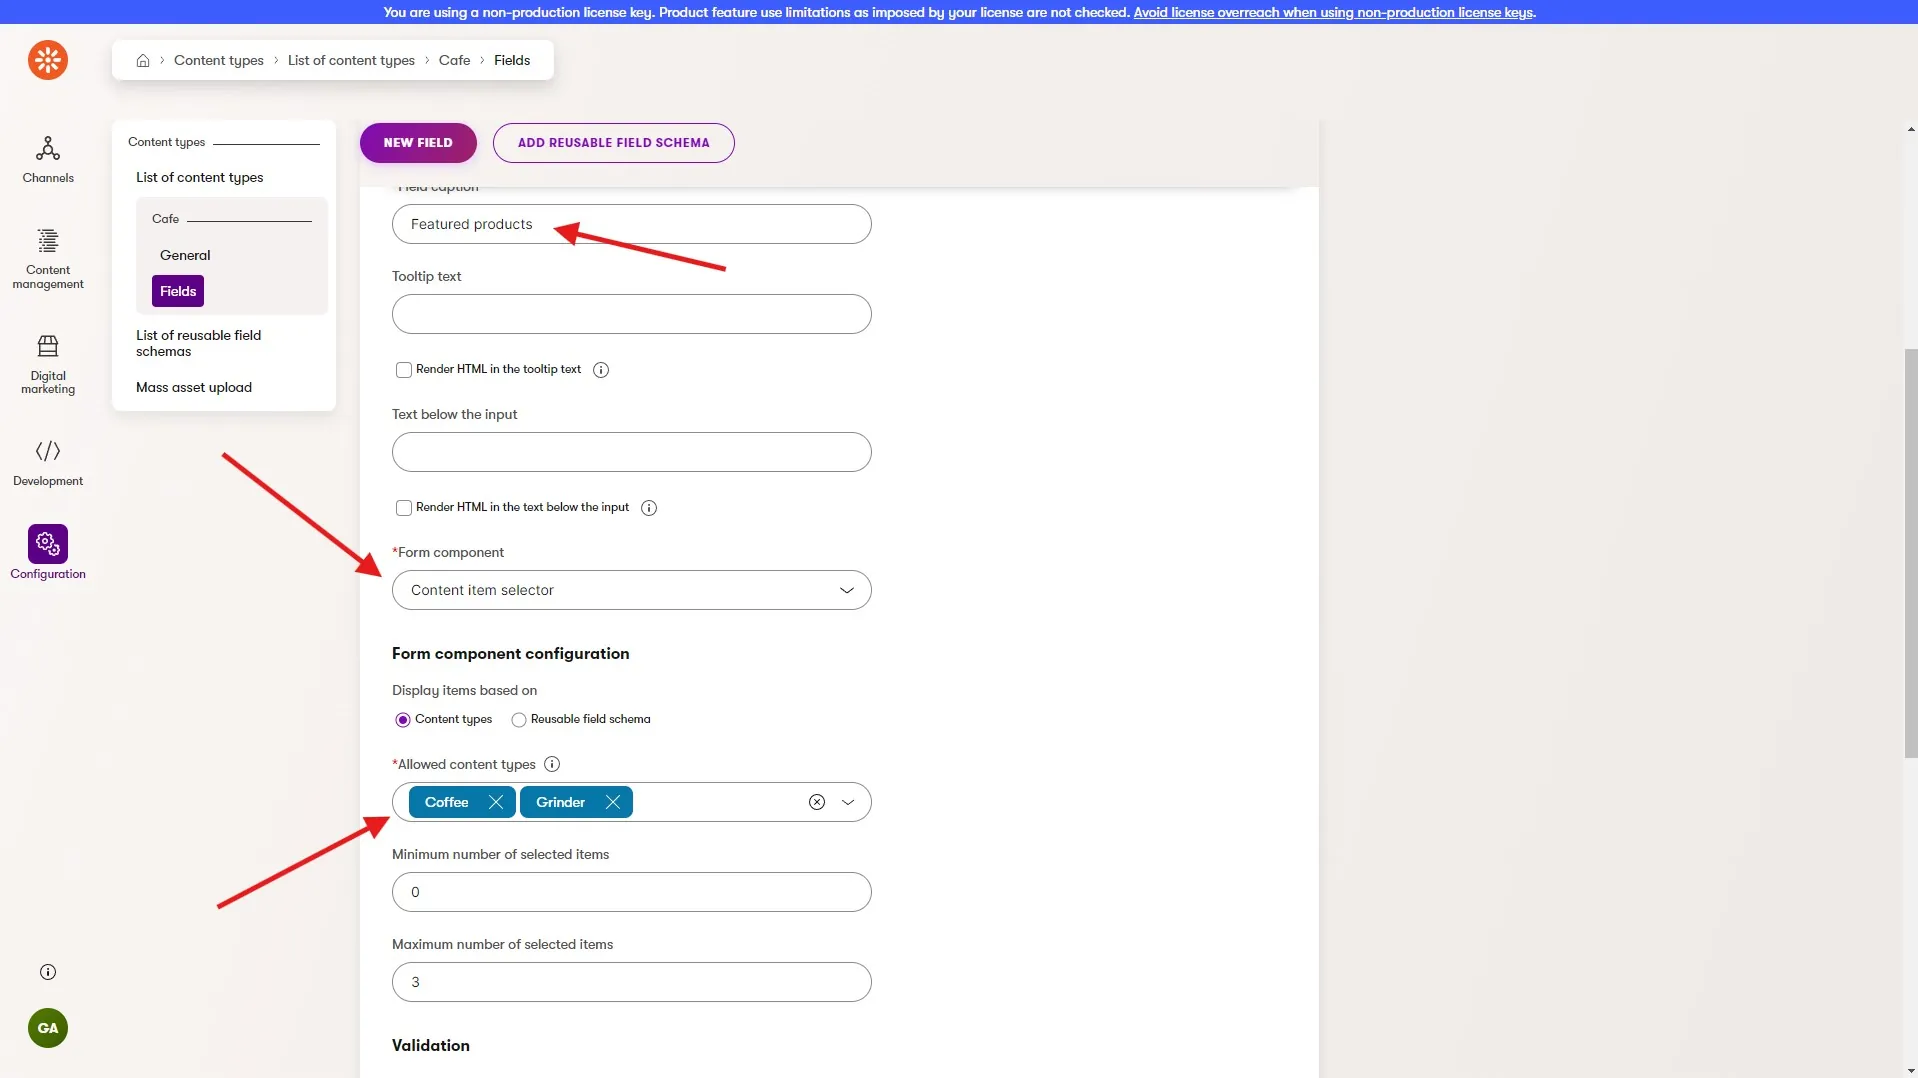 You are using a non-production license key. Product feature use limitations as imposed by your license are not checked. Avoid license overreach when using non-production license keys.
Content types > List of content types > Cafe > Fields
Channels
Content
management
Digital
marketing
Development
Configuration
GA
Content types
List of content types
Cafe
General
Fields
List of reusable field
schemas
Mass asset upload
NEW FIELD
ADD REUSABLE FIELD SCHEMA
Field caption
Featured products
Tooltip text
Render HTML in the tooltip text
Text below the input
Render HTML in the text below the input
*Form component
Content item selector
Form component configuration
Display items based on
Content types
Reusable field schema
*Allowed content types
Coffee
Grinder
Minimum number of selected items
0
Maximum number of selected items
3
Validation